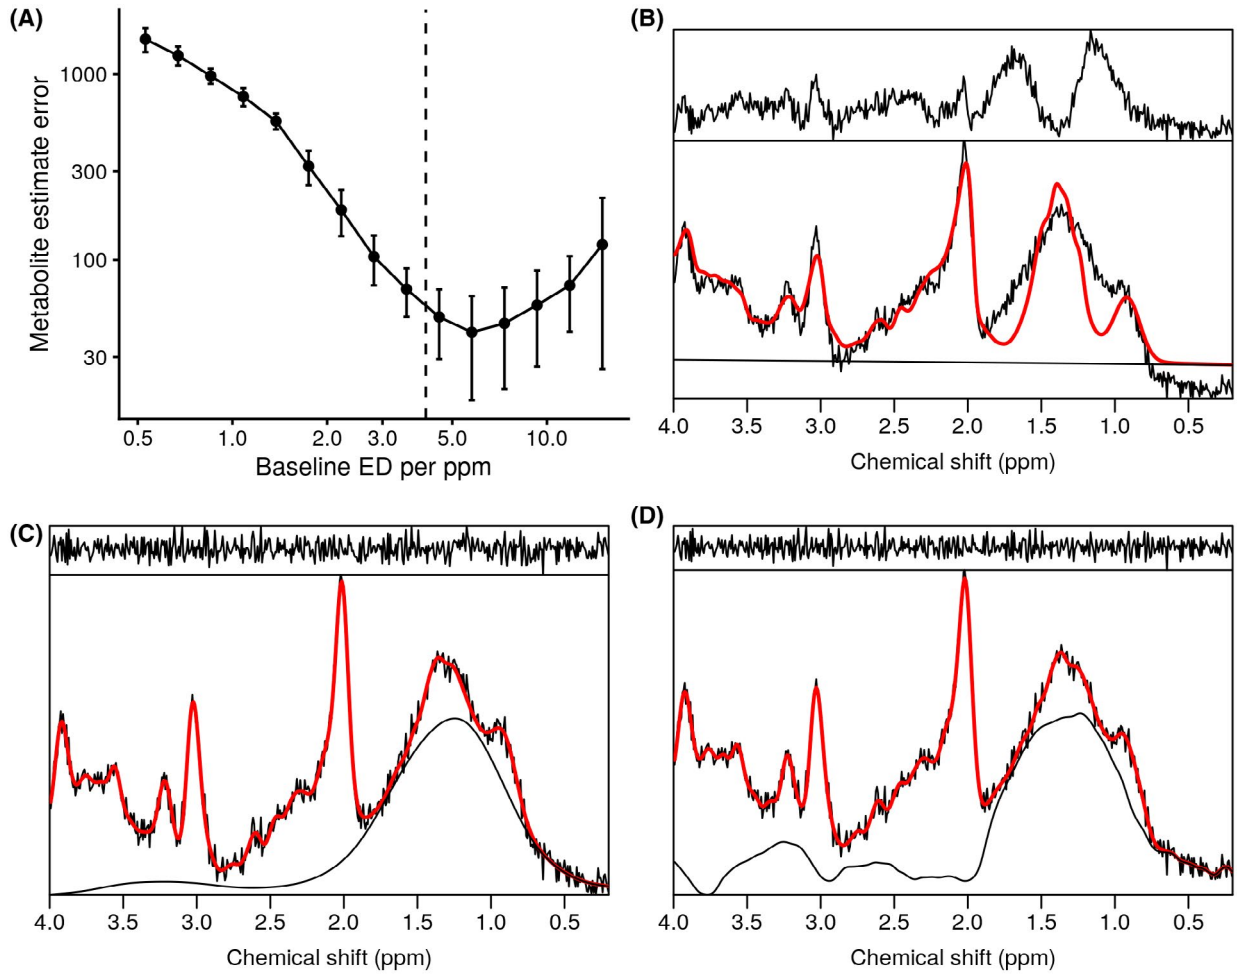 (A)
Metabolite estimate error
1000
300
100
30
0.5 1.0 2.0 3.0 5.0 10.0
Baseline ED per ppm
(B)
4.0 3.5 3.0 2.5 2.0 1.5 1.0 0.5
Chemical shift (ppm)
(C)
4.0 3.5 3.0 2.5 2.0 1.5 1.0 0.5
Chemical shift (ppm)
(D)
4.0 3.5 3.0 2.5 2.0 1.5 1.0 0.5
Chemical shift (ppm)